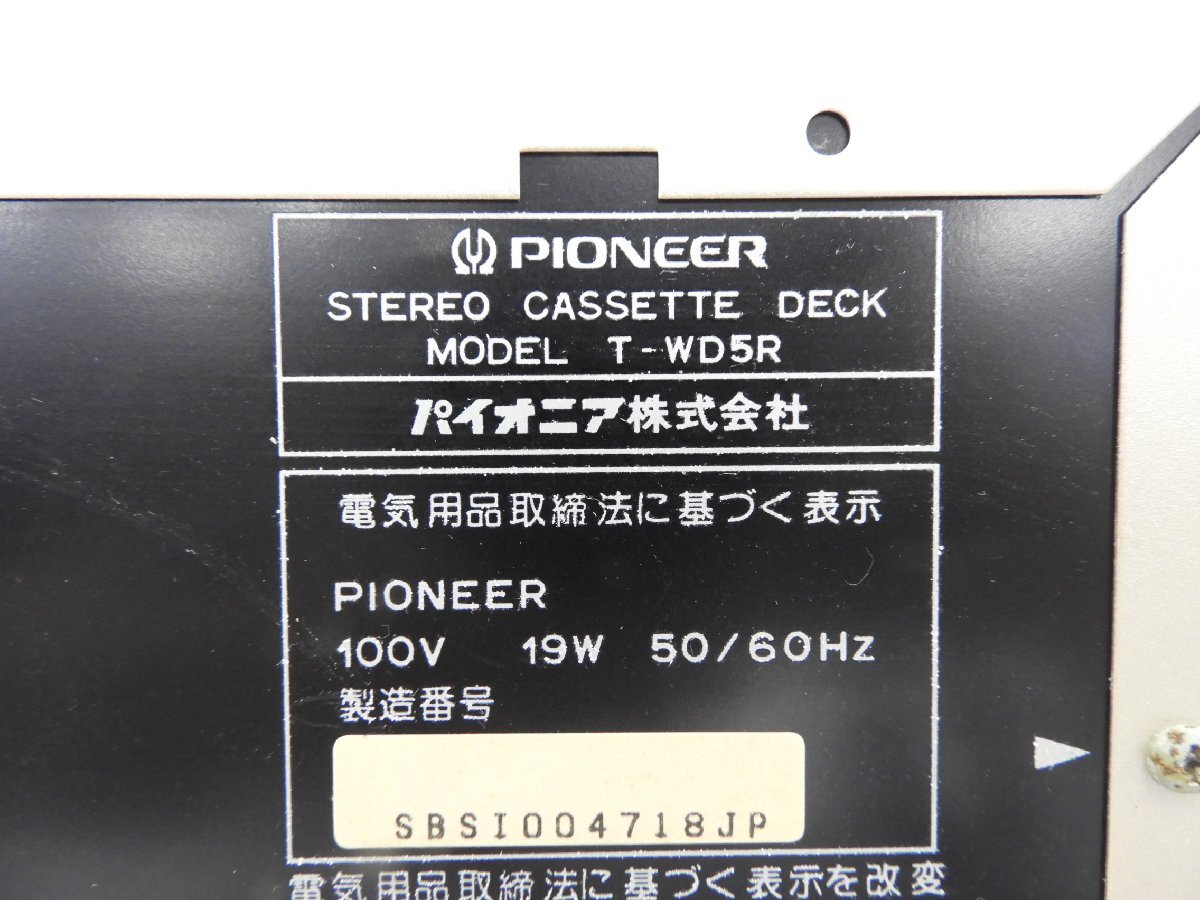 PIONEER
STEREO CASSETTE DECK
MODEL T-WD5R
パイオニア株式会社
電気用品取締法に基づく表示
PIONEER
100V 19W 50/60Hz
製造番号
SBSI004718JP
電気用品取締法に基づく表示を改変